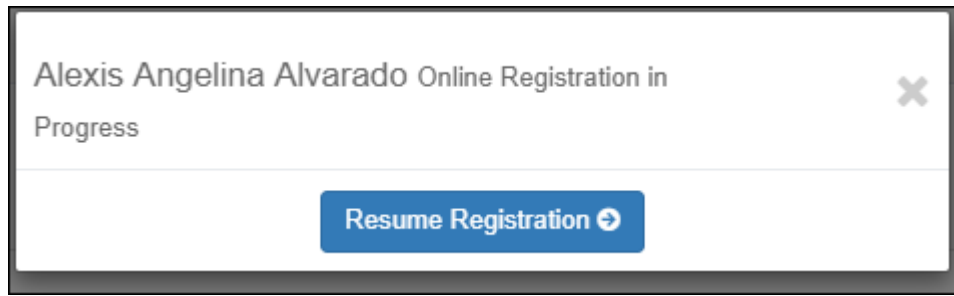 Alexis Angelina Alvarado Online Registration in
Progress
Resume Registration